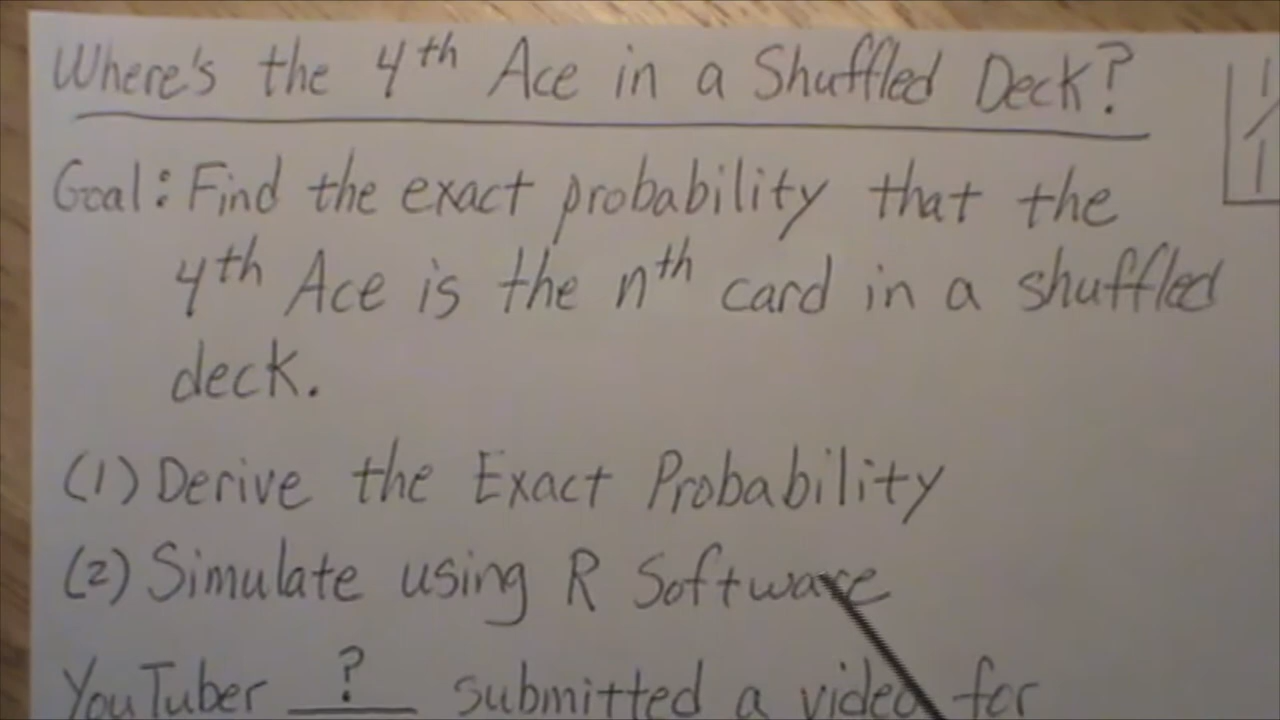 Where's the 4th Ace in a Shuffled Deck?
Goal: Find the exact probability that the
4th Ace is the nth card in a shuffled
deck.
(1) Derive the Exact Probability
(2) Simulate using R Software
YouTuber ? submitted a video for